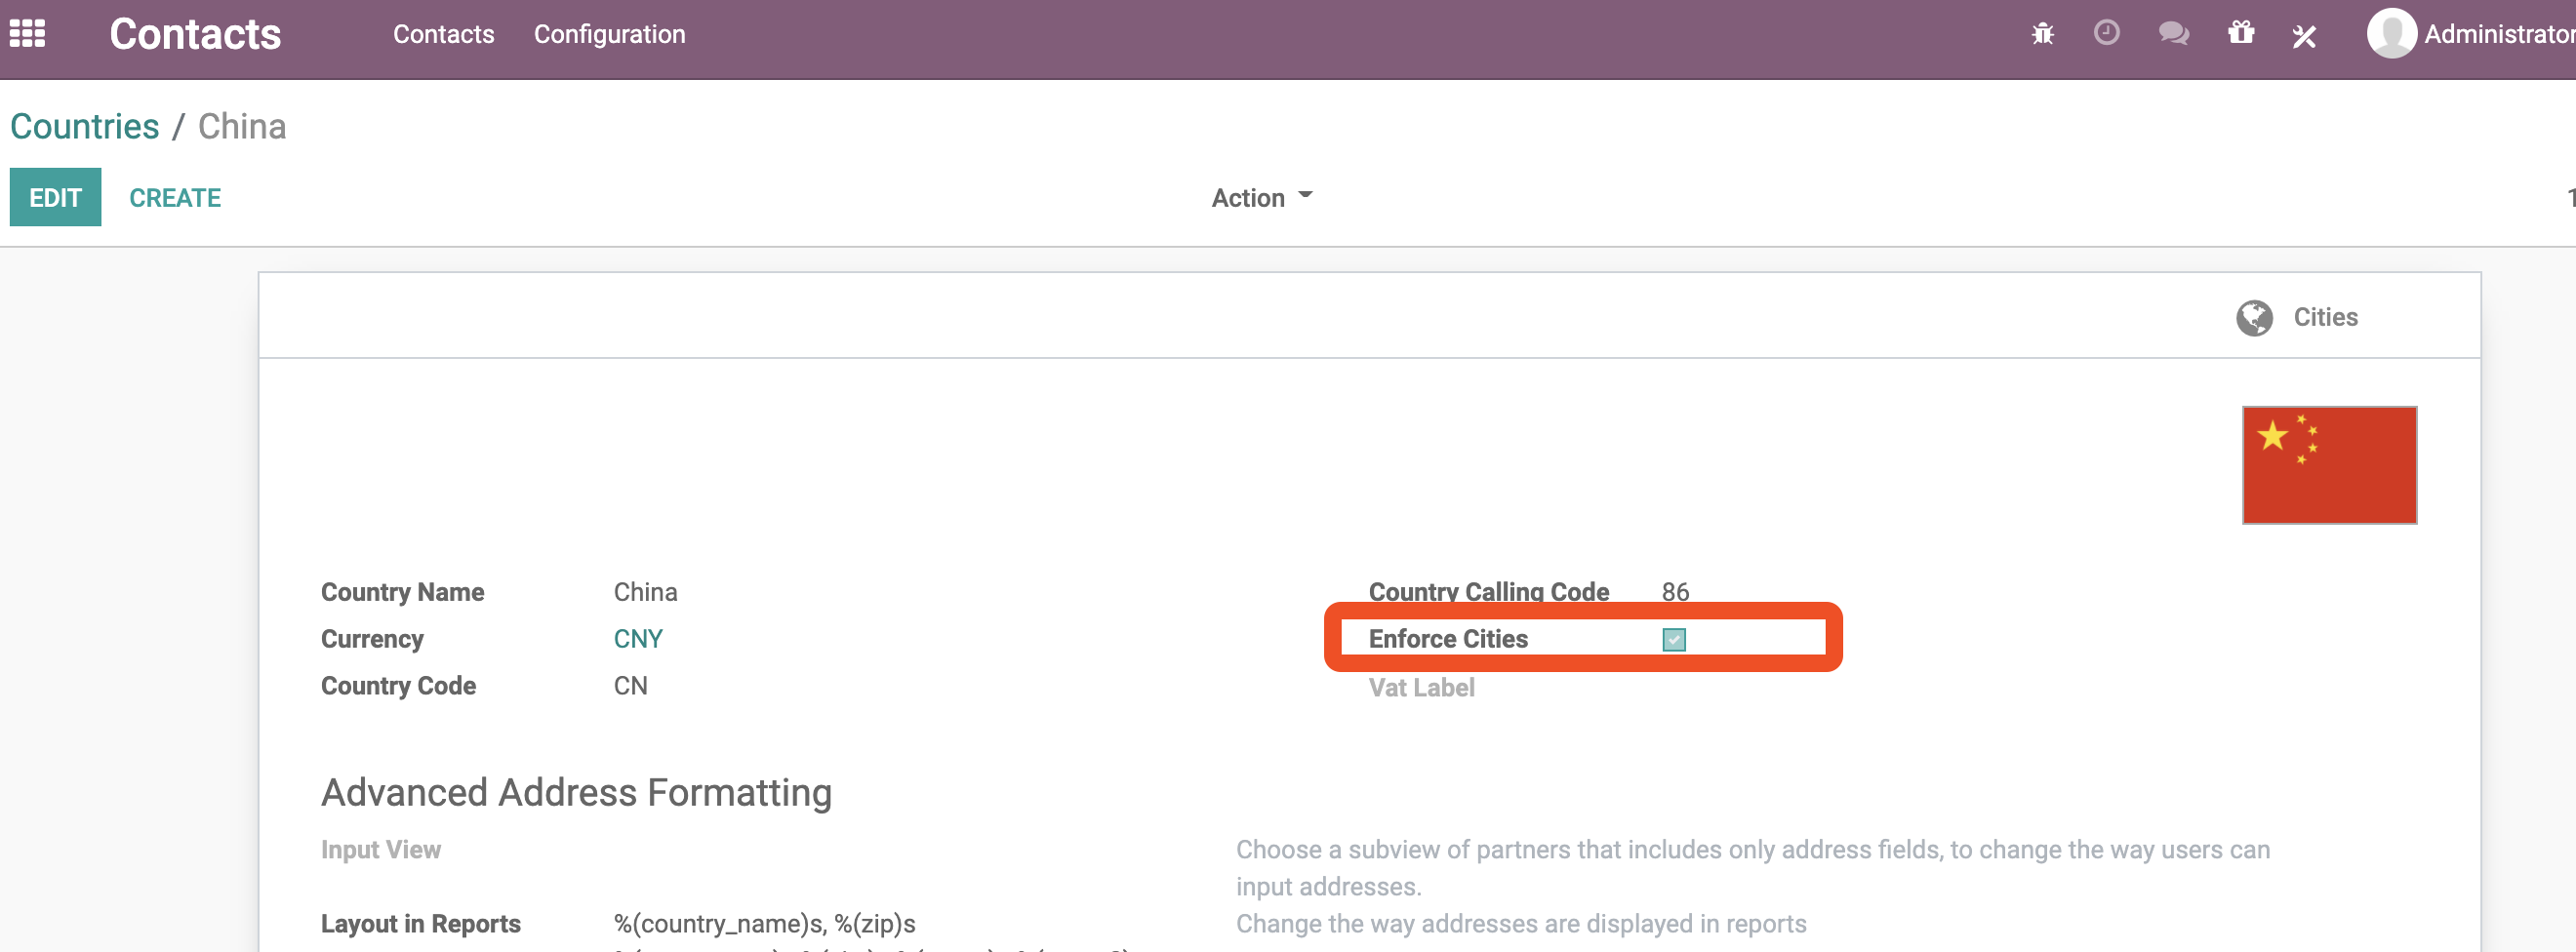 Contacts Contacts Configuration Administrator
Countries / China
EDIT CREATE Action
Cities
Country Name China Country Calling Code 86
Currency CNY Enforce Cities
Country Code CN Vat Label
Advanced Address Formatting
Input View Choose a subview of partners that includes only address fields, to change the way users can
input addresses.
Layout in Reports %(country_name)s, %(zip)s Change the way addresses are displayed in reports